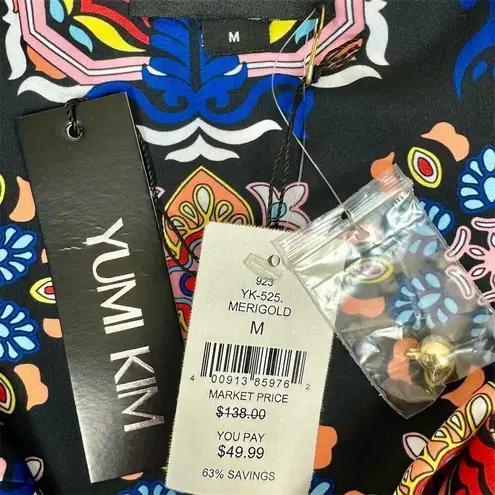 M
YUMI KIM
923
YK-525,
MERIGOLD
M
4 00913 85976 2
MARKET PRICE
$138.00
YOU PAY
$49.99
63% SAVINGS